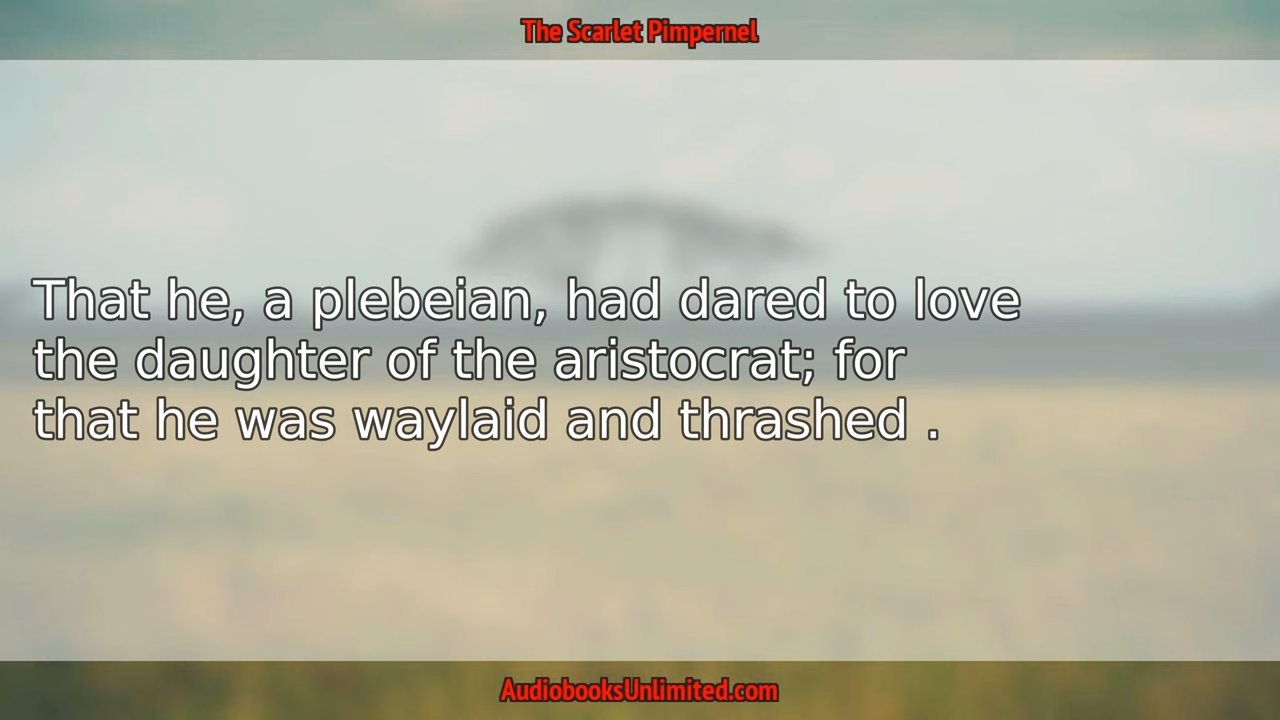 The Scarlet Pimpernel
That he, a plebeian, had dared to love
the daughter of the aristocrat; for
that he was waylaid and thrashed .
AudiobooksUnlimited.com